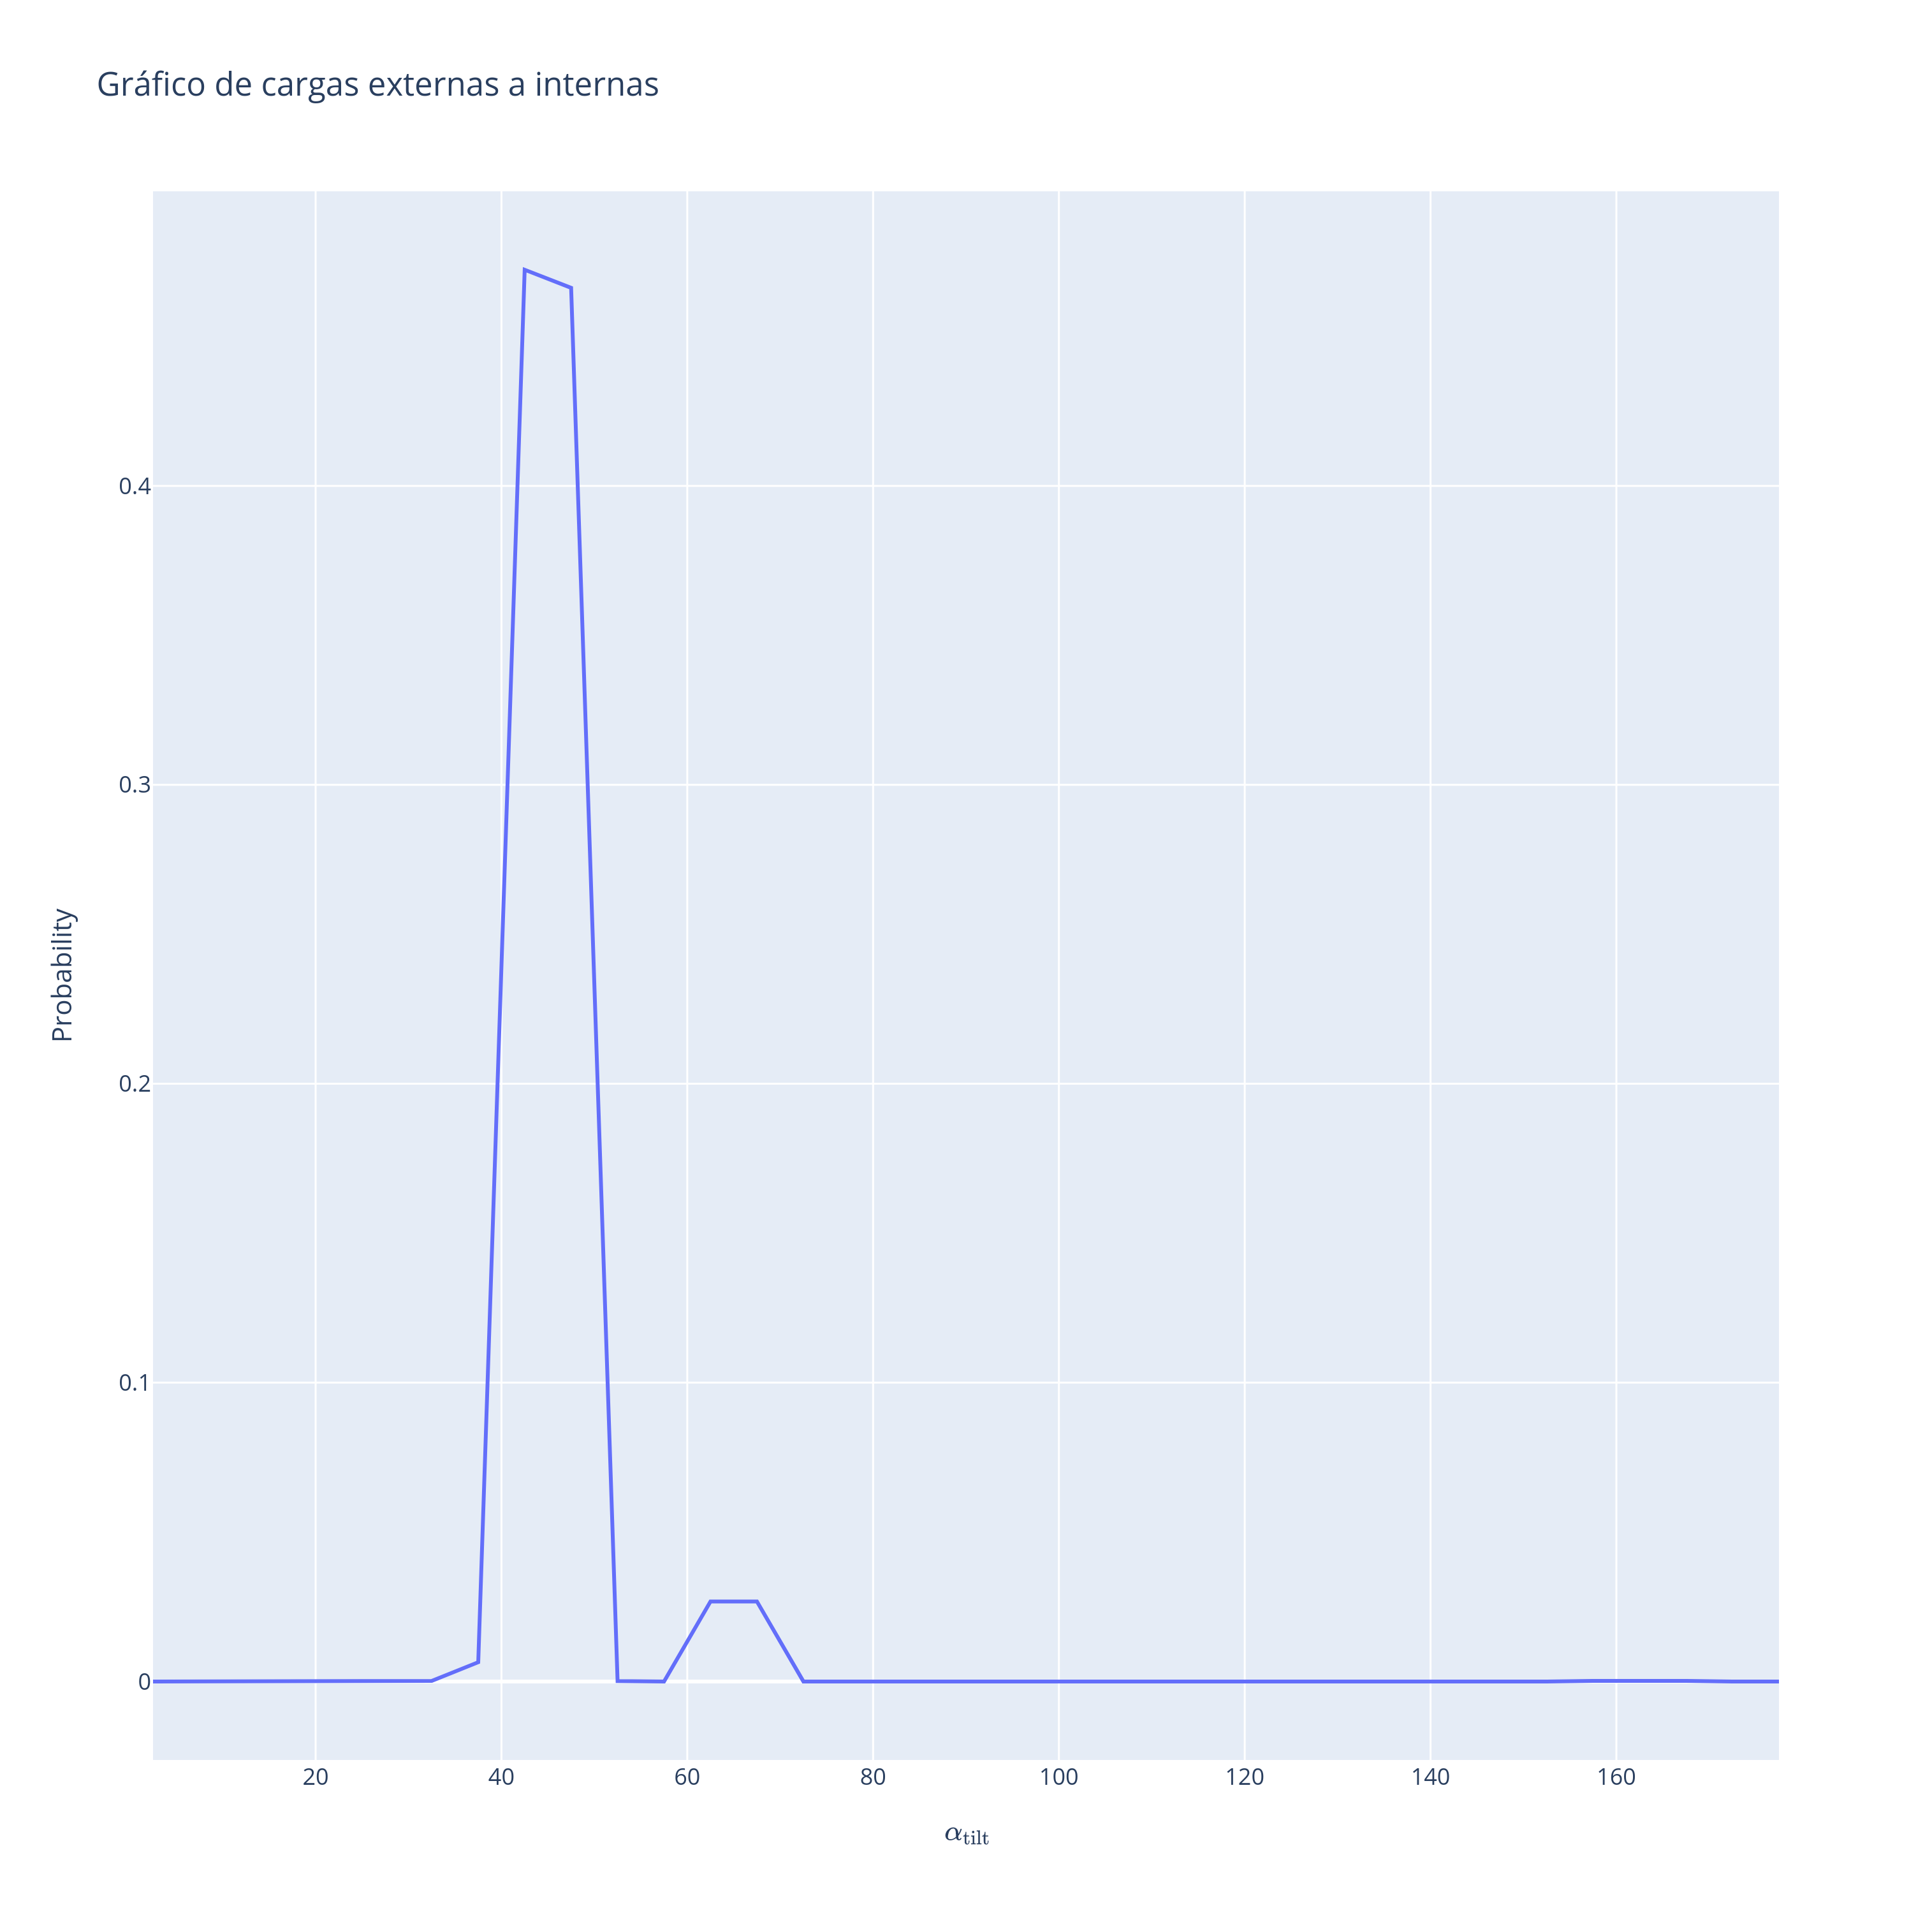 Gráfico de cargas externas a internas
Probability
0.4
0.3
0.2
0.1
0
20 40 60 80 100 120 140 160
α_tilt